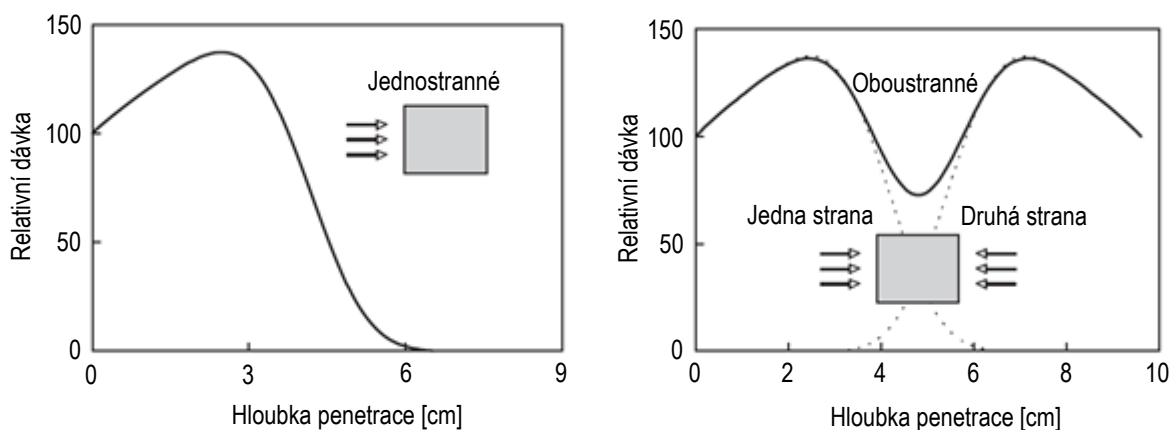 150
100
50
0
Relativní dávka
Jednostranné
0 3 6 9
Hloubka penetrace [cm]
150
100
50
0
Relativní dávka
Oboustranné
Jedna strana Druhá strana
0 2 4 6 8 10
Hloubka penetrace [cm]